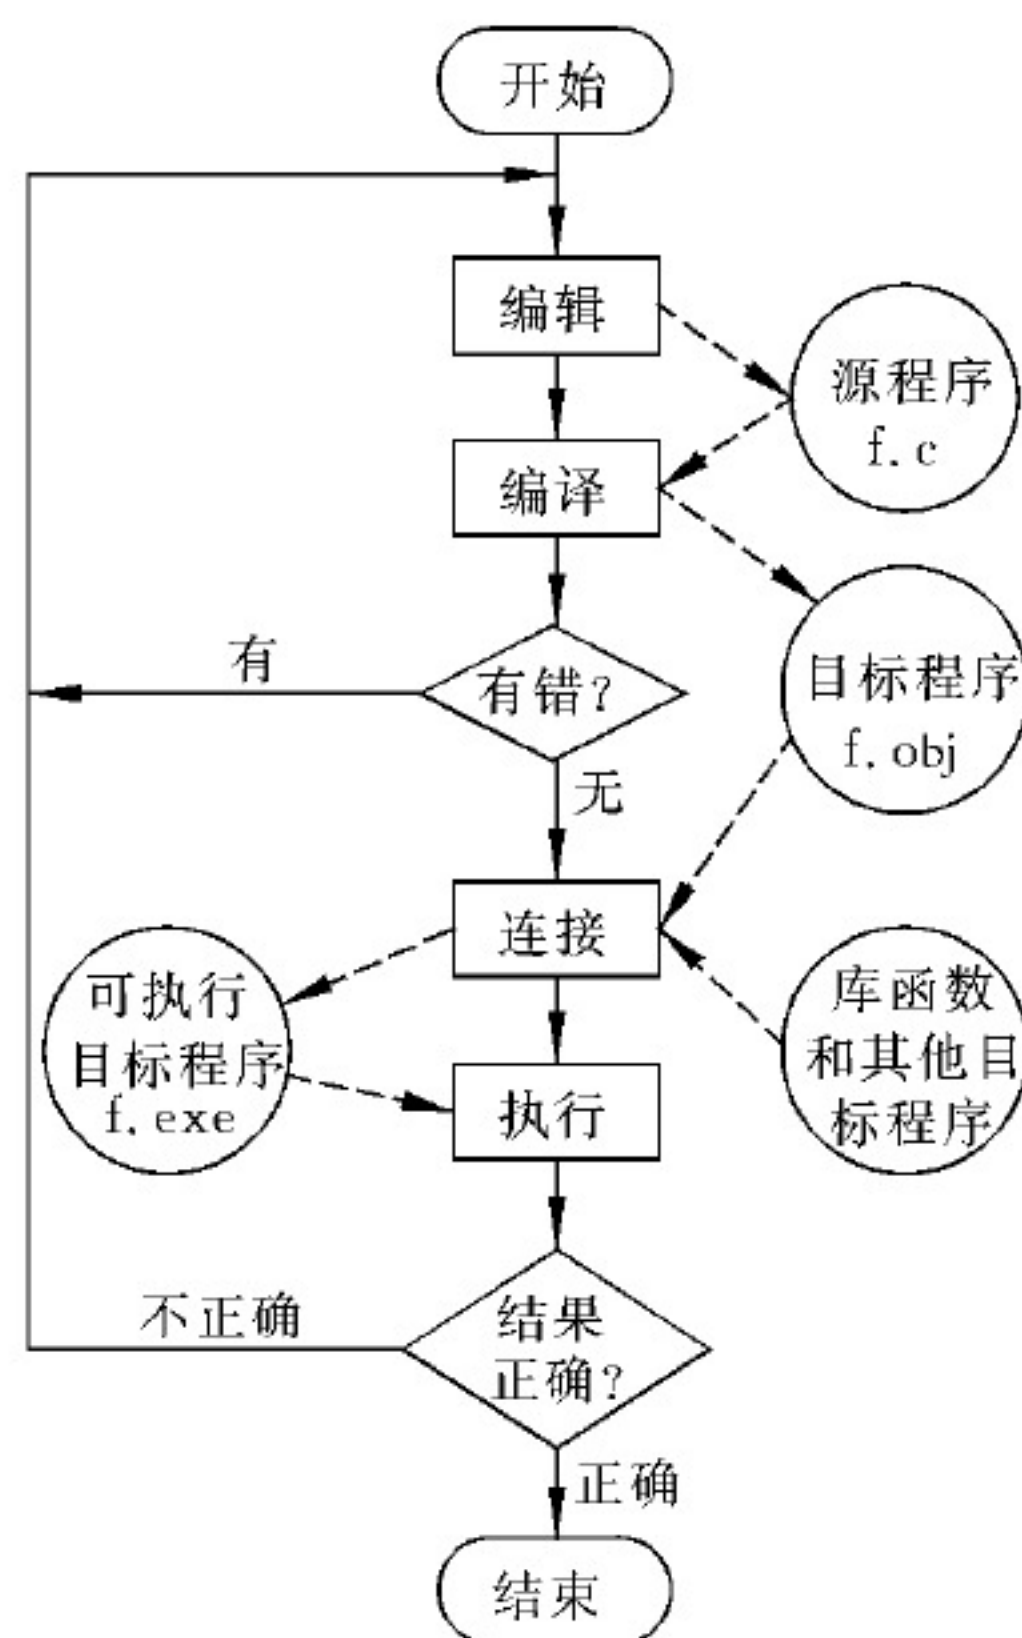 开始
编辑
源程序
f.c
编译
有
有错?
目标程序
f.obj
无
连接
可执行
目标程序
f.exe
库函数
和其他目
标程序
执行
不正确
结果
正确?
正确
结束